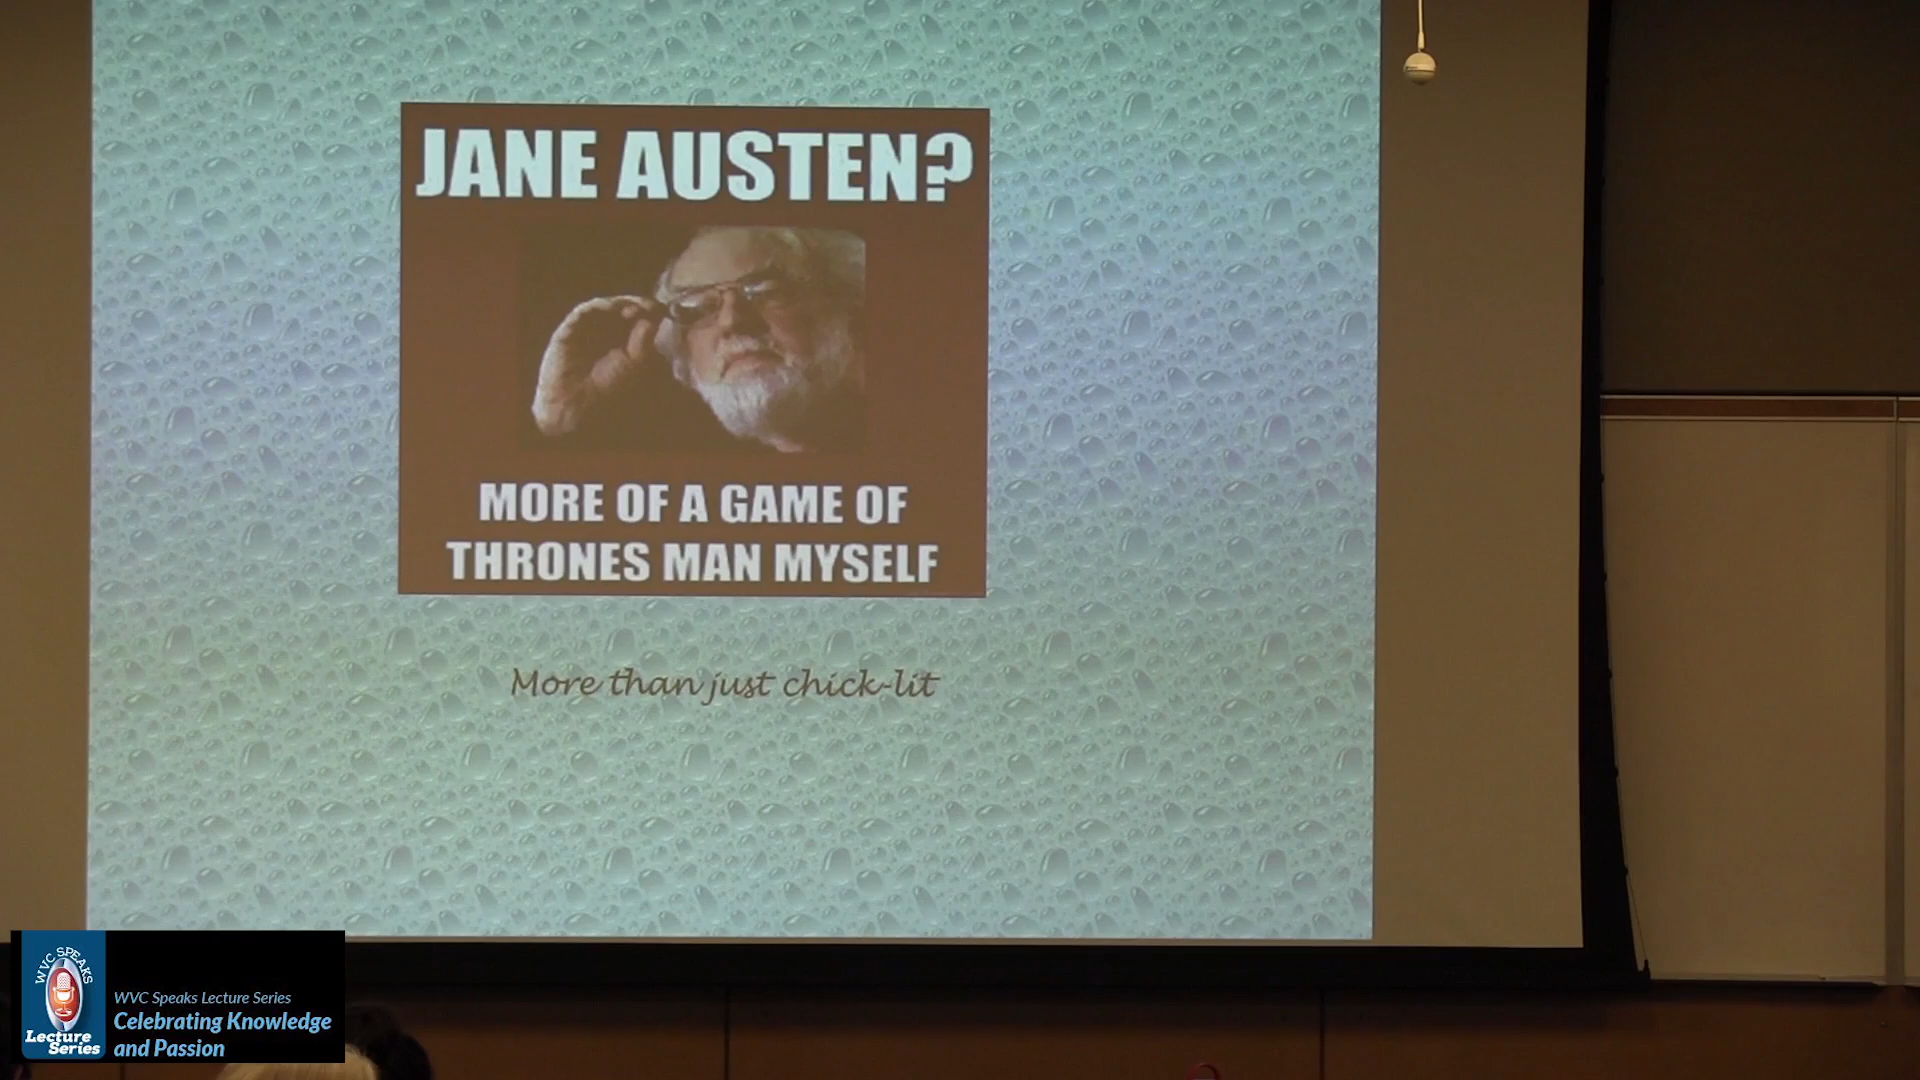 JANE AUSTEN?
MORE OF A GAME OF
THRONES MAN MYSELF
More than just chick-lit
WVC SPEAKS
Lecture
Series
WVC Speaks Lecture Series
Celebrating Knowledge
and Passion